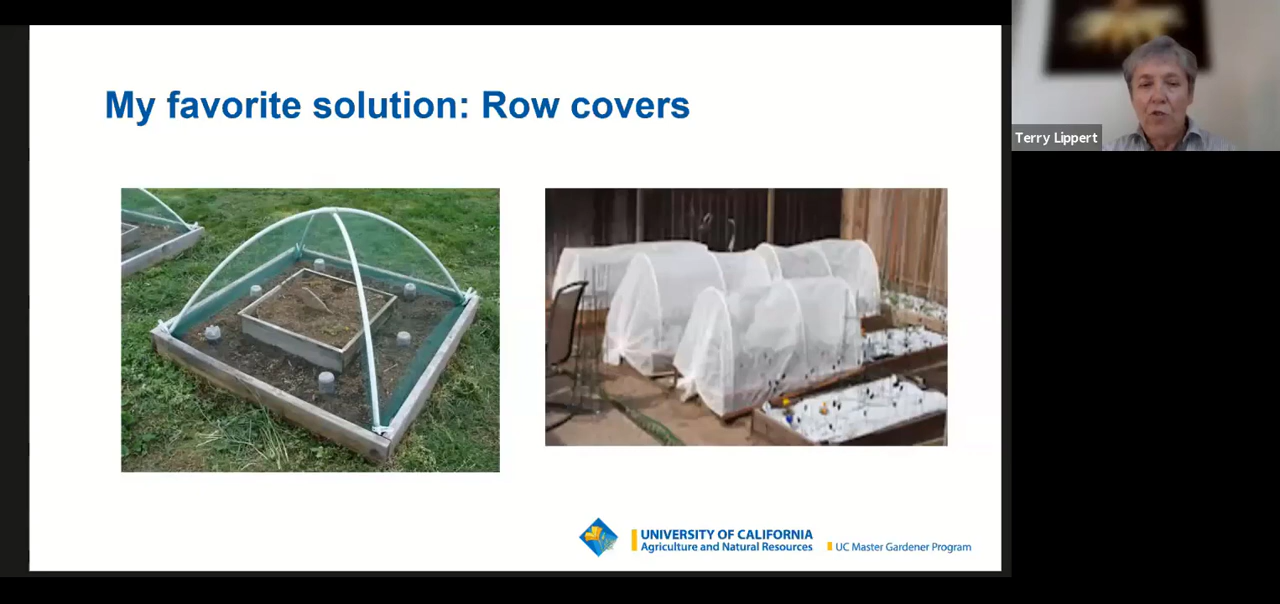 My favorite solution: Row covers
Terry Lippert
UNIVERSITY OF CALIFORNIA
Agriculture and Natural Resources
UC Master Gardener Program